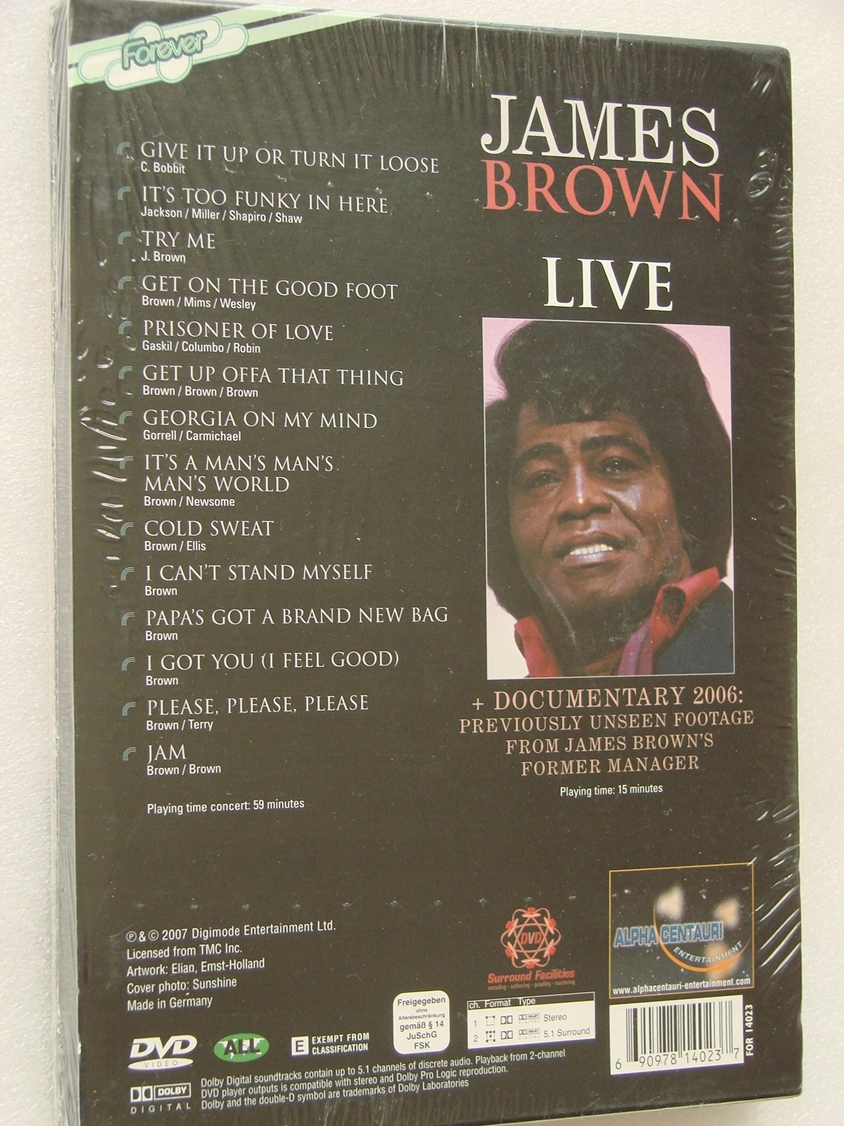 Forever
GIVE IT UP OR TURN IT LOOSE
C. Bobbit
IT'S TOO FUNKY IN HERE
Jackson / Miller / Shapiro / Shaw
TRY ME
J. Brown
GET ON THE GOOD FOOT
Brown / Mims / Wesley
PRISONER OF LOVE
Gaskil / Columbo / Robin
GET UP OFFA THAT THING
Brown / Brown / Brown
GEORGIA ON MY MIND
Gorrell / Carmichael
IT'S A MAN'S MAN'S
MAN'S WORLD
Brown / Newsome
COLD SWEAT
Brown / Ellis
I CAN'T STAND MYSELF
Brown
PAPA'S GOT A BRAND NEW BAG
Brown
I GOT YOU (I FEEL GOOD)
Brown
PLEASE, PLEASE, PLEASE
Brown / Terry
JAM
Brown / Brown
Playing time concert: 59 minutes
JAMES
BROWN
LIVE
+ DOCUMENTARY 2006:
PREVIOUSLY UNSEEN FOOTAGE
FROM JAMES BROWN'S
FORMER MANAGER
Playing time: 15 minutes
℗ & © 2007 Digimode Entertainment Ltd.
Licensed from TMC Inc.
Artwork: Elian, Emst-Holland
Cover photo: Sunshine
Made in Germany
DVD
Surround Facilities
encoding - authoring - proofing - mastering
ALPHA CENTAURI
ENTERTAINMENT
www.alphacentauri-entertainment.com
DVD
VIDEO
ALL
E EXEMPT FROM
CLASSIFICATION
Freigegeben
ohne
Altersbeschränkung
gemäß § 14
JuSchG
FSK
ch. Format Type
1 Stereo
2 5.1 Surround
6 90978 14023 7
FOR 14023
DOLBY
DIGITAL
Dolby Digital soundtracks contain up to 5.1 channels of discrete audio. Playback from 2-channel
DVD player outputs is compatible with stereo and Dolby Pro Logic reproduction.
Dolby and the double-D symbol are trademarks of Dolby Laboratories